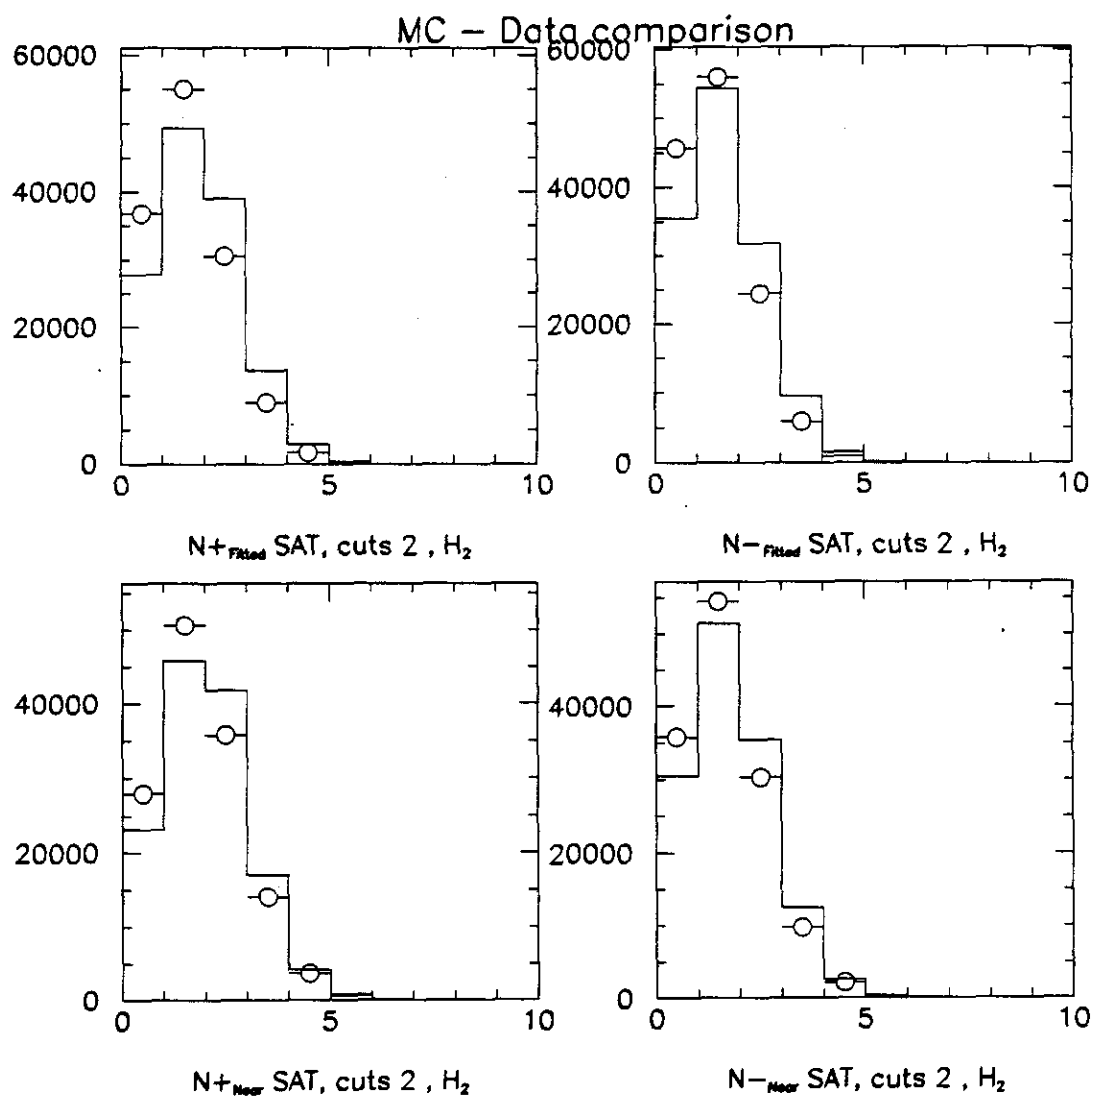 MC – Data comparison
60000
40000
20000
0
0 5 10
N+Fitted SAT, cuts 2 , H₂
60000
40000
20000
0
0 5 10
N–Fitted SAT, cuts 2 , H₂
40000
20000
0
0 5 10
N+Near SAT, cuts 2 , H₂
40000
20000
0
0 5 10
N–Near SAT, cuts 2 , H₂